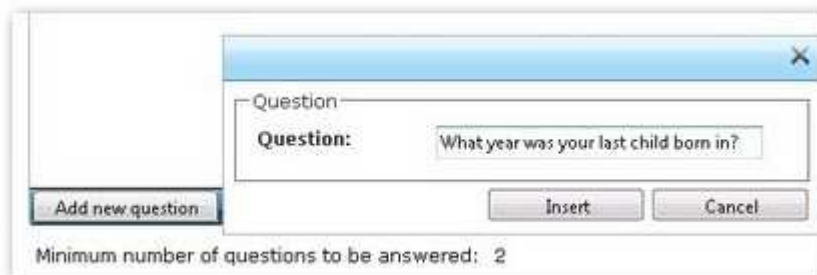 Question
Question: What year was your last child born in?
Add new question Insert Cancel
Minimum number of questions to be answered: 2